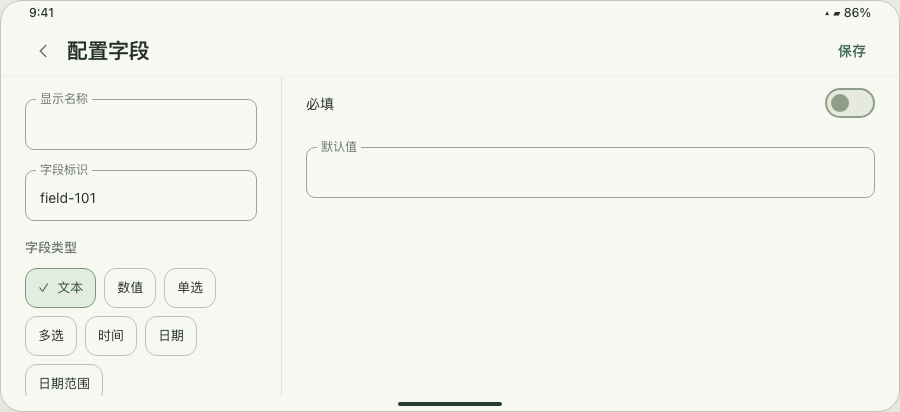 9:41
86%
配置字段
保存
显示名称
字段标识
field-101
字段类型
文本
数值
单选
多选
时间
日期
日期范围
必填
默认值